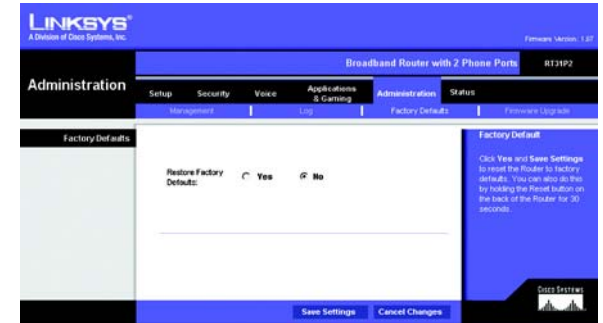 LINKSYS®
A Division of Cisco Systems, Inc.
Firmware Version: 1.07
Broadband Router with 2 Phone Ports
RT31P2
Administration
Setup
Security
Voice
Applications & Gaming
Administration
Status
Management
Log
Factory Defaults
Firmware Upgrade
Factory Defaults
Restore Factory Defaults:
Yes
No
Factory Default
Click Yes and Save Settings
to reset the Router to factory
defaults. You can also do this
by holding the Reset button on
the back of the Router for 30
seconds.
Save Settings
Cancel Changes
CISCO SYSTEMS